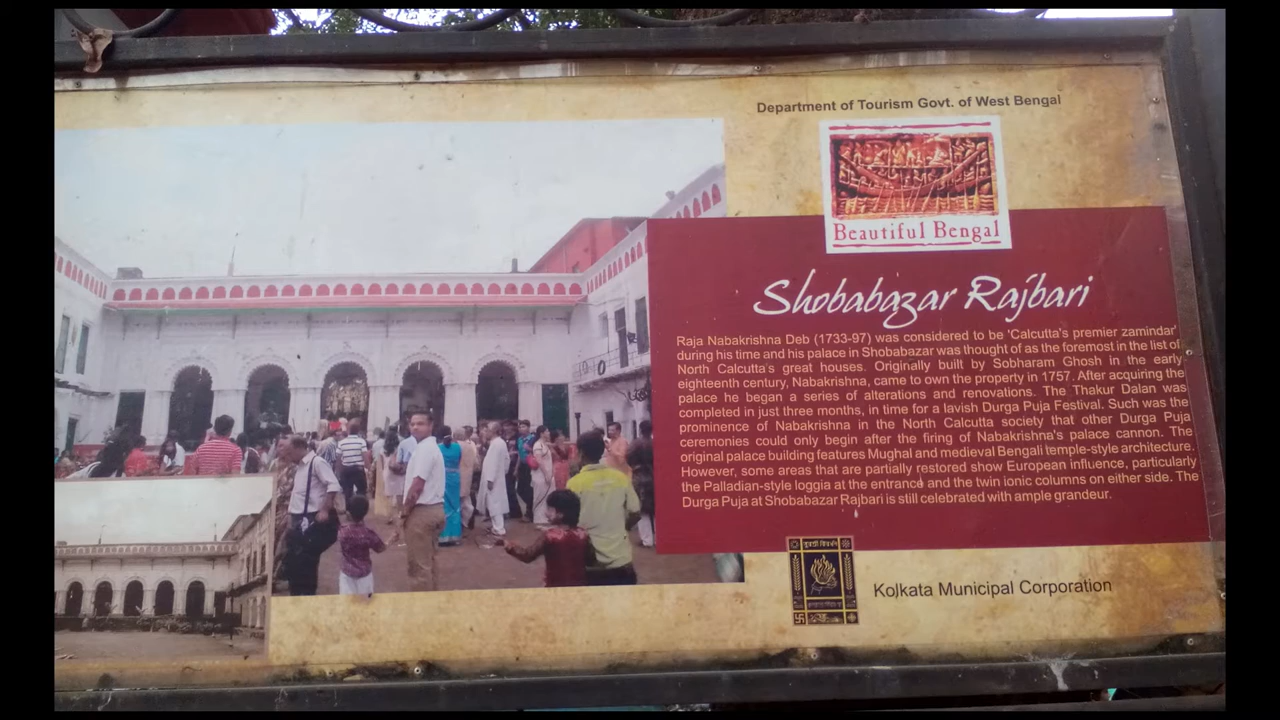 Department of Tourism Govt. of West Bengal
Beautiful Bengal
Shobabazar Rajbari
Raja Nabakrishna Deb (1733-97) was considered to be 'Calcutta's premier zamindar'
during his time and his palace in Shobabazar was thought of as the foremost in the list of
North Calcutta's great houses. Originally built by Sobharam Ghosh in the early
eighteenth century, Nabakrishna, came to own the property in 1757. After acquiring the
palace he began a series of alterations and renovations. The Thakur Dalan was
completed in just three months, in time for a lavish Durga Puja Festival. Such was the
prominence of Nabakrishna in the North Calcutta society that other Durga Puja
ceremonies could only begin after the firing of Nabakrishna's palace cannon. The
original palace building features Mughal and medieval Bengali temple-style architecture.
However, some areas that are partially restored show European influence, particularly
the Palladian-style loggia at the entrance and the twin ionic columns on either side. The
Durga Puja at Shobabazar Rajbari is still celebrated with ample grandeur.
Kolkata Municipal Corporation